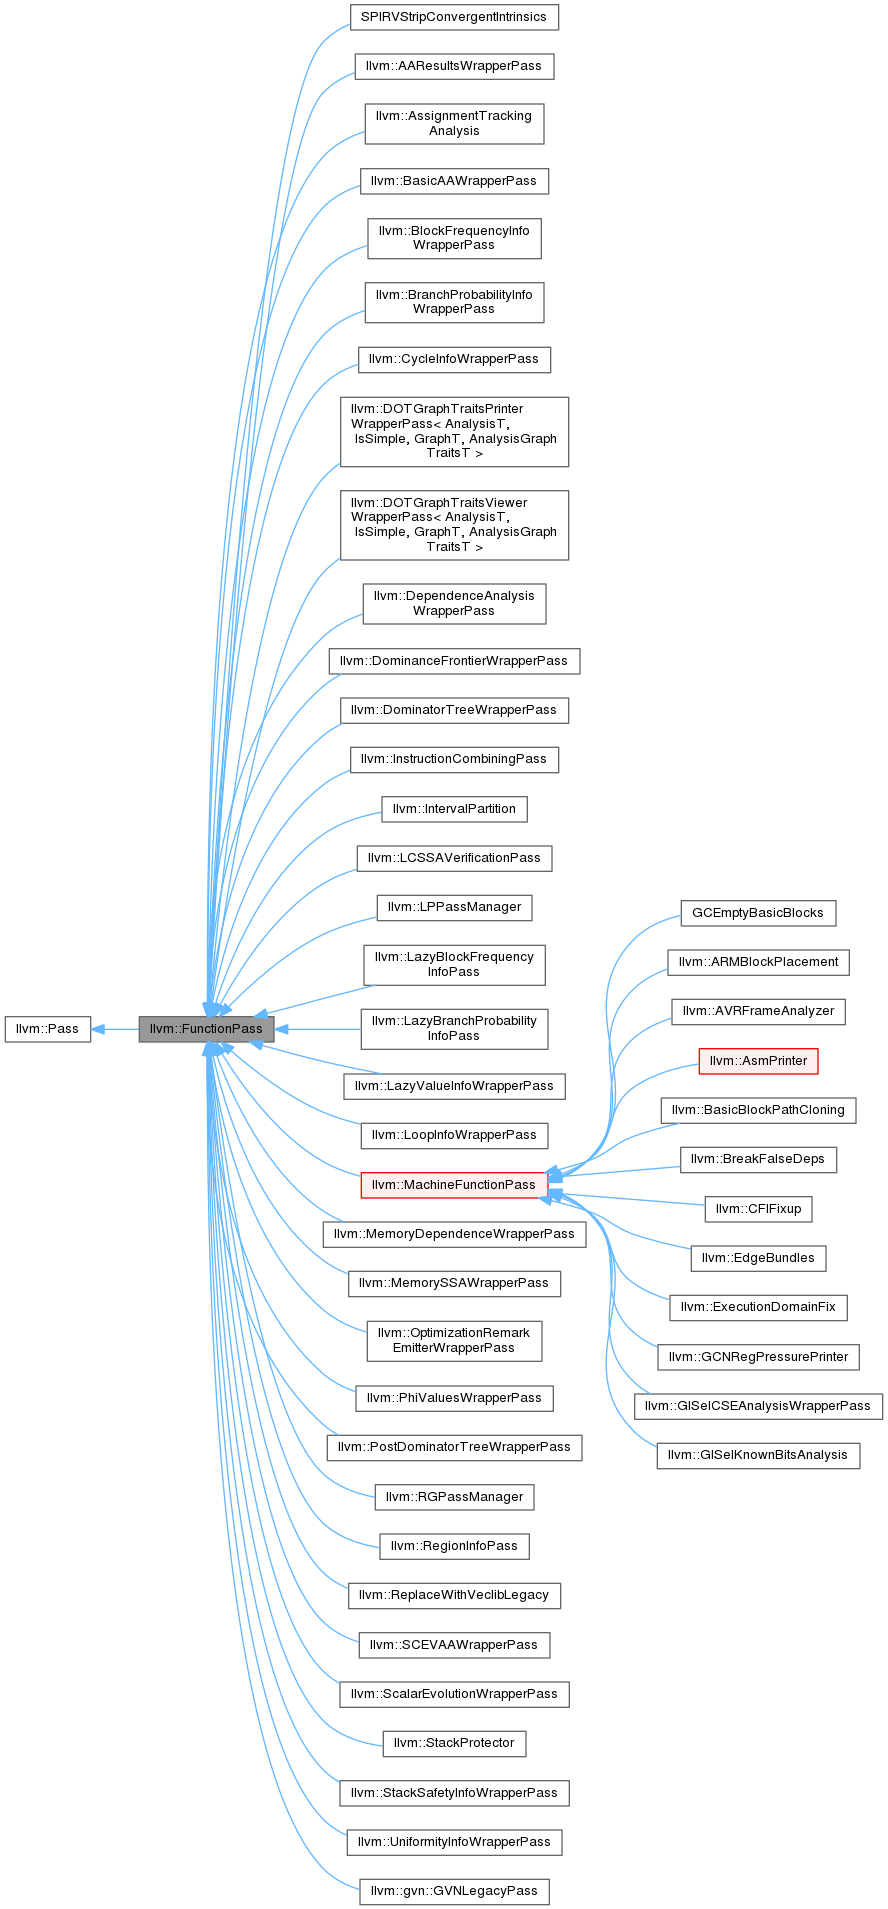 SPIRVStripConvergentIntrinsics
llvm::AAResultsWrapperPass
llvm::AssignmentTracking
Analysis
llvm::BasicAAWrapperPass
llvm::BlockFrequencyInfo
WrapperPass
llvm::BranchProbabilityInfo
WrapperPass
llvm::CycleInfoWrapperPass
llvm::DOTGraphTraitsPrinter
WrapperPass< AnalysisT,
IsSimple, GraphT, AnalysisGraph
TraitsT >
llvm::DOTGraphTraitsViewer
WrapperPass< AnalysisT,
IsSimple, GraphT, AnalysisGraph
TraitsT >
llvm::DependenceAnalysis
WrapperPass
llvm::DominanceFrontierWrapperPass
llvm::DominatorTreeWrapperPass
llvm::InstructionCombiningPass
llvm::IntervalPartition
llvm::LCSSAVerificationPass
llvm::LPPassManager
llvm::LazyBlockFrequency
InfoPass
llvm::Pass
llvm::FunctionPass
llvm::LazyBranchProbability
InfoPass
llvm::LazyValueInfoWrapperPass
llvm::LoopInfoWrapperPass
llvm::MachineFunctionPass
llvm::MemoryDependenceWrapperPass
llvm::MemorySSAWrapperPass
llvm::OptimizationRemark
EmitterWrapperPass
llvm::PhiValuesWrapperPass
llvm::PostDominatorTreeWrapperPass
llvm::RGPassManager
llvm::RegionInfoPass
llvm::ReplaceWithVeclibLegacy
llvm::SCEVAAWrapperPass
llvm::ScalarEvolutionWrapperPass
llvm::StackProtector
llvm::StackSafetyInfoWrapperPass
llvm::UniformityInfoWrapperPass
llvm::gvn::GVNLegacyPass
GCEmptyBasicBlocks
llvm::ARMBlockPlacement
llvm::AVRFrameAnalyzer
llvm::AsmPrinter
llvm::BasicBlockPathCloning
llvm::BreakFalseDeps
llvm::CFIFixup
llvm::EdgeBundles
llvm::ExecutionDomainFix
llvm::GCNRegPressurePrinter
llvm::GISelCSEAnalysisWrapperPass
llvm::GISelKnownBitsAnalysis